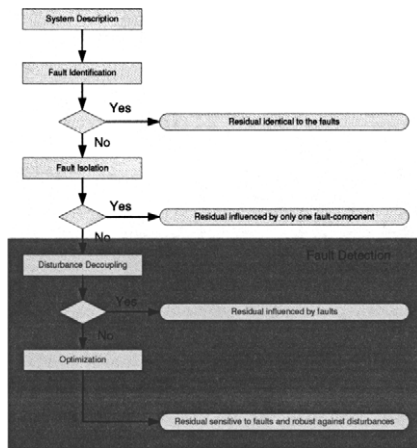 System Description
Fault Identification
Yes
Residual identical to the faults
No
Fault Isolation
Yes
Residual influenced by only one fault-component
No
Fault Detection
Disturbance Decoupling
Yes
Residual influenced by faults
No
Optimization
Residual sensitive to faults and robust against disturbances